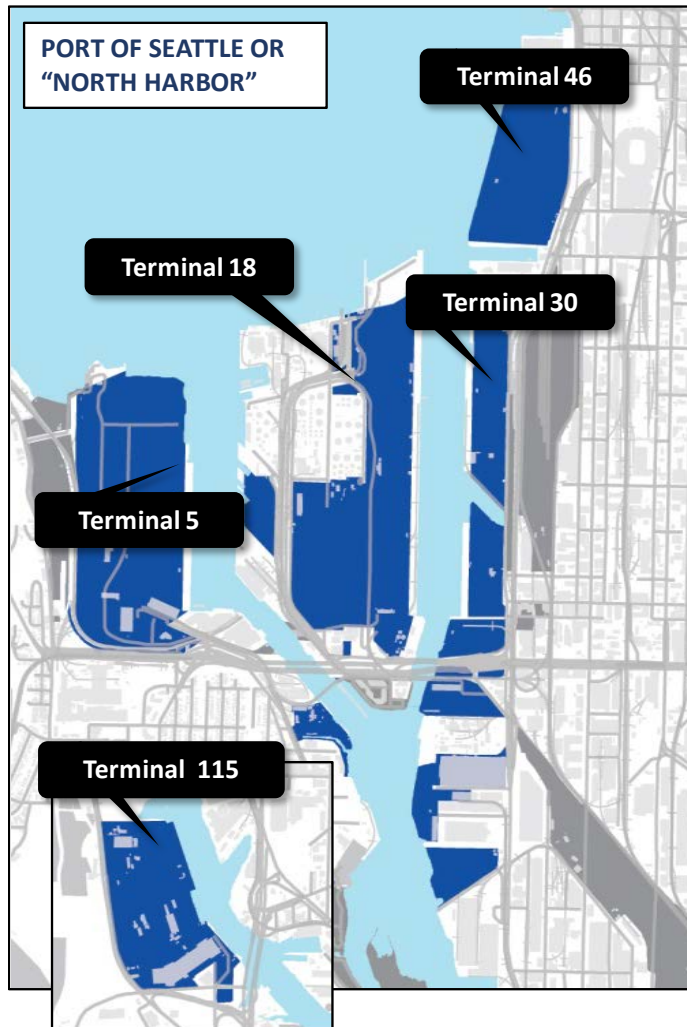 PORT OF SEATTLE OR
“NORTH HARBOR”
Terminal 46
Terminal 18
Terminal 30
Terminal 5
Terminal 115